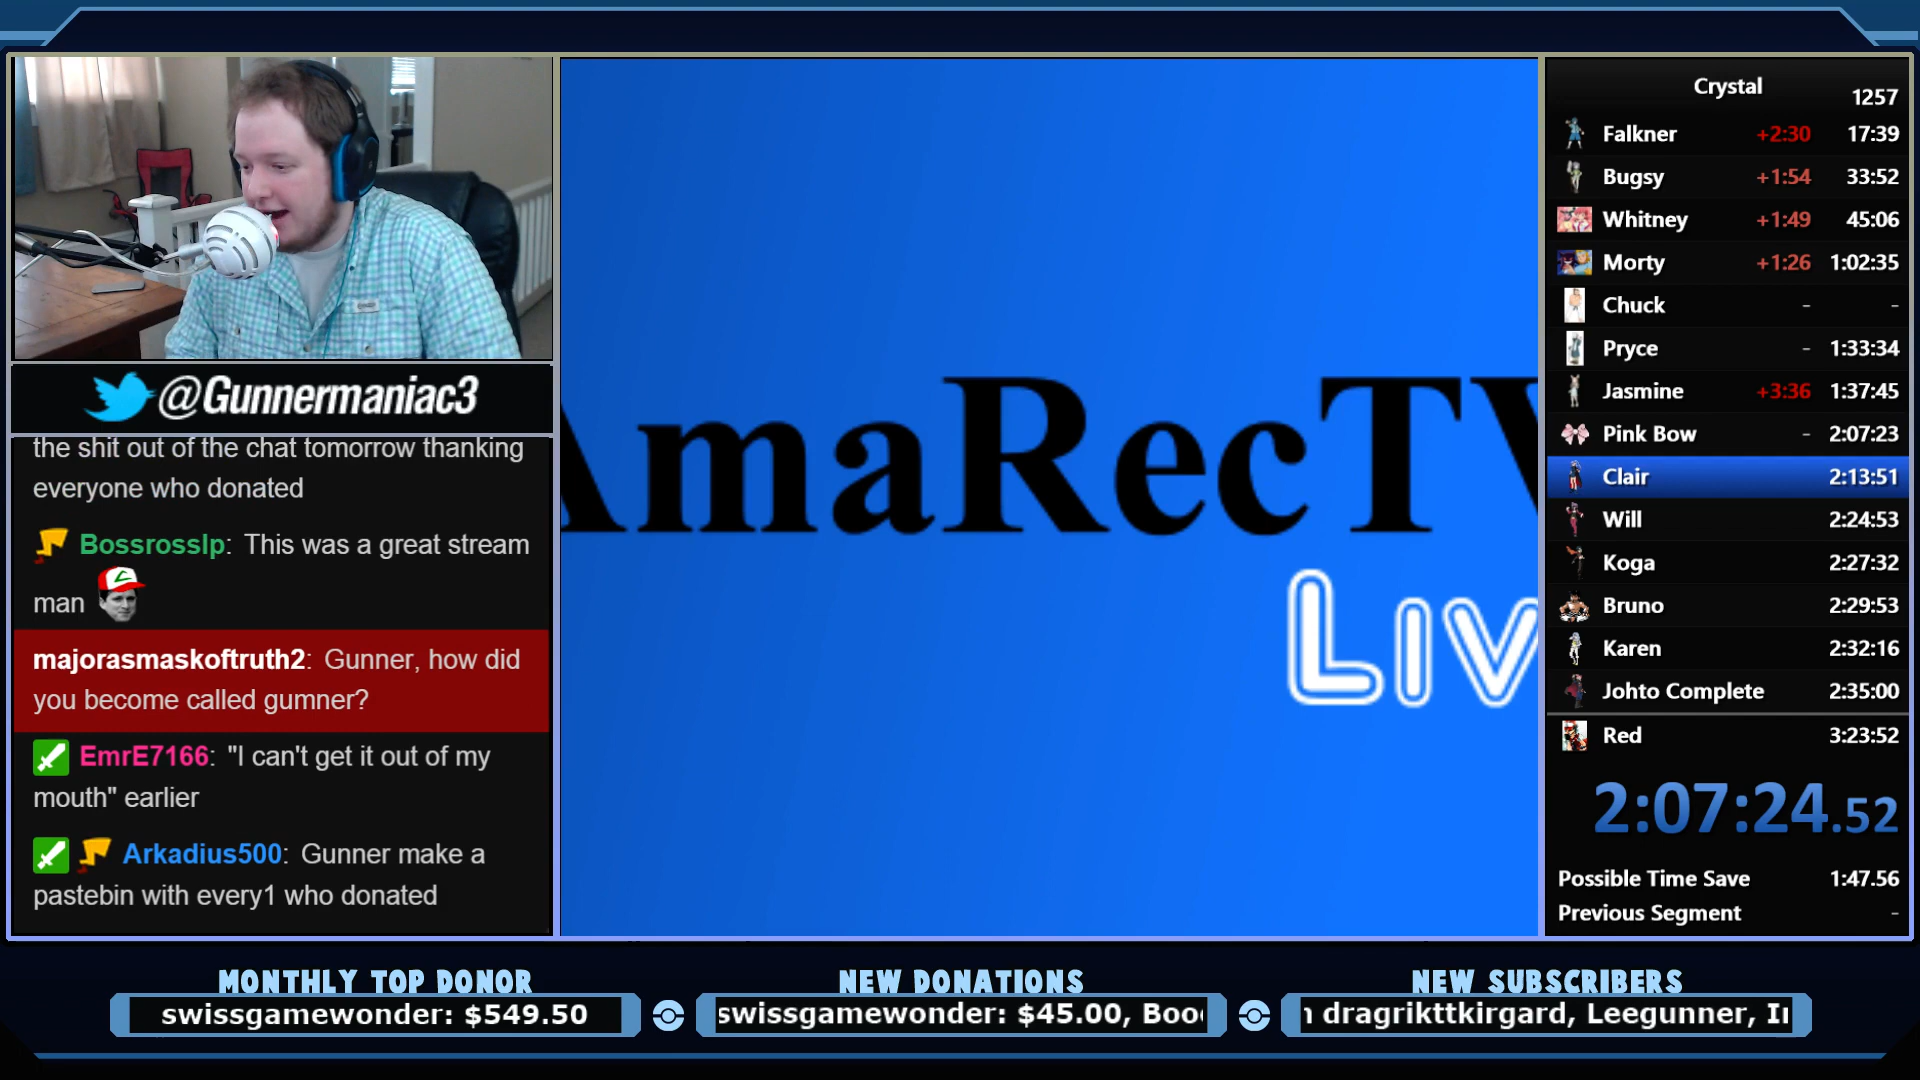 @Gunnermaniac3
the shit out of the chat tomorrow thanking
everyone who donated
Bossrosslp: This was a great stream
man
majorasmaskoftruth2: Gunner, how did
you become called gumner?
EmrE7166: "I can't get it out of my
mouth" earlier
Arkadius500: Gunner make a
pastebin with every1 who donated
AmaRecTV
LIV
Crystal
1257
Falkner +2:30 17:39
Bugsy +1:54 33:52
Whitney +1:49 45:06
Morty +1:26 1:02:35
Chuck - -
Pryce - 1:33:34
Jasmine +3:36 1:37:45
Pink Bow - 2:07:23
Clair 2:13:51
Will 2:24:53
Koga 2:27:32
Bruno 2:29:53
Karen 2:32:16
Johto Complete 2:35:00
Red 3:23:52
2:07:24.52
Possible Time Save 1:47.56
Previous Segment -
MONTHLY TOP DONOR
swissgamewonder: $549.50
NEW DONATIONS
swissgamewonder: $45.00, Boo
NEW SUBSCRIBERS
dragrikttkirgard, Leegunner,